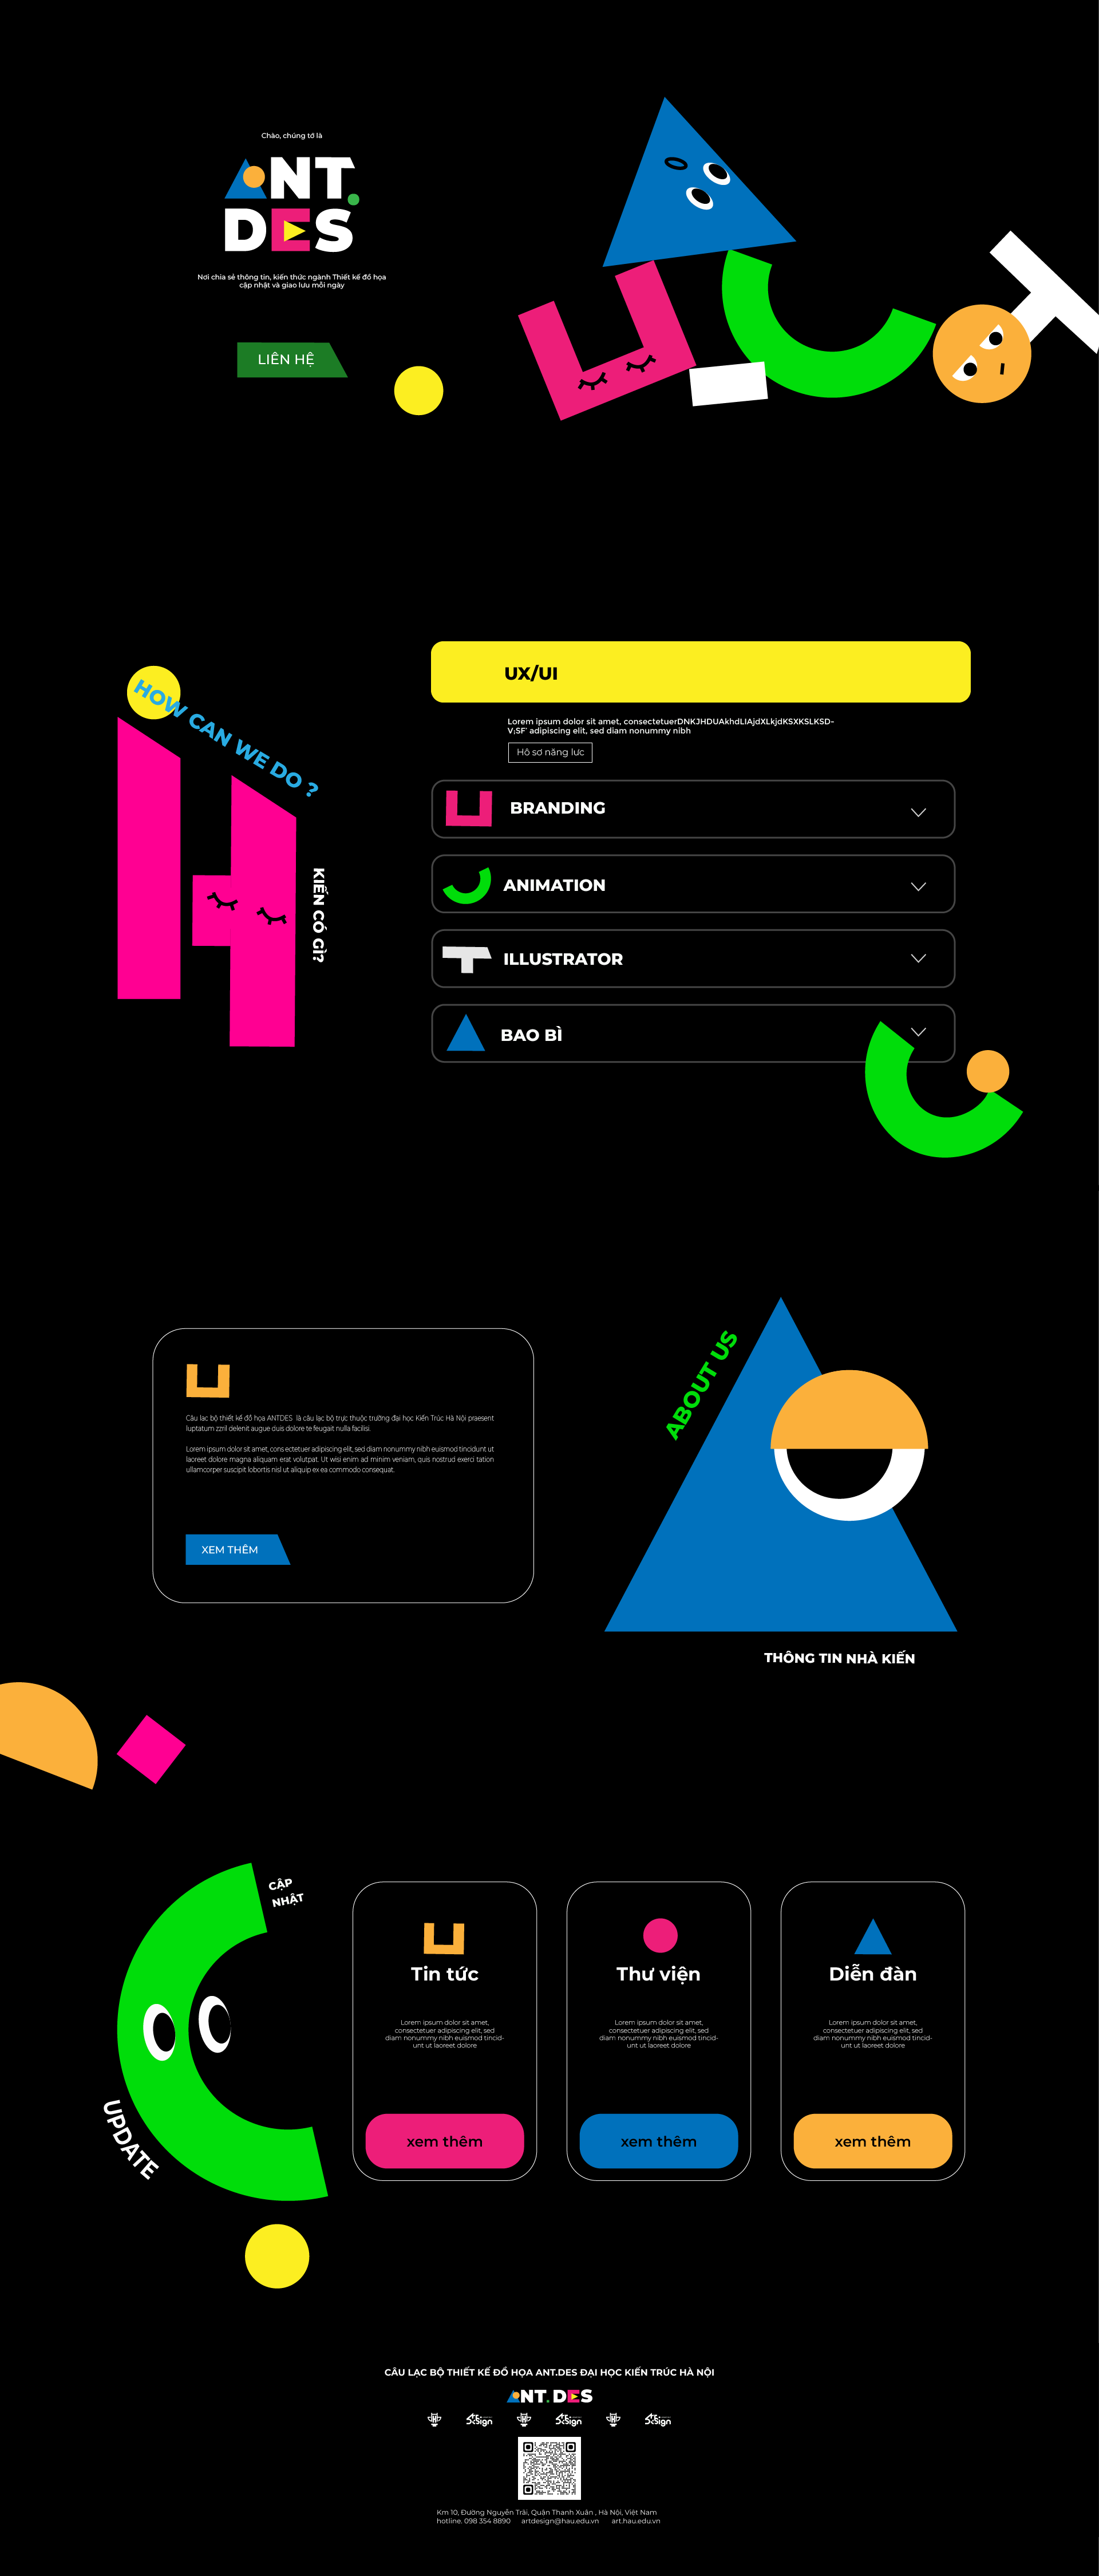 Chào, chúng tớ là
ANT.
DES
Nơi chia sẻ thông tin, kiến thức ngành Thiết kế đồ họa
cập nhật và giao lưu mỗi ngày
LIÊN HỆ
HOW CAN WE DO ?
KIẾN CÓ GÌ?
UX/UI
Lorem ipsum dolor sit amet, consectetuerDNKJHDUAkhdLIAjdXLkjdKSXKSLKSD-
adipiscing elit, sed diam nonummy nibh
Hồ sơ năng lực
BRANDING
ANIMATION
ILLUSTRATOR
BAO BÌ
ABOUT US
Câu lac bộ thiết kế đồ họa ANTDES là câu lạc bộ trực thuộc trường đại học Kiến Trúc Hà Nội praesent
luptatum zzril delenit augue duis dolore te feugait nulla facilisi.
Lorem ipsum dolor sit amet, cons ectetuer adipiscing elit, sed diam nonummy nibh euismod tincidunt ut
laoreet dolore magna aliquam erat volutpat. Ut wisi enim ad minim veniam, quis nostrud exerci tation
ullamcorper suscipit lobortis nisl ut aliquip ex ea commodo consequat.
XEM THÊM
THÔNG TIN NHÀ KIẾN
CẬP
NHẬT
UPDATE
Tin tức
Lorem ipsum dolor sit amet,
consectetuer adipiscing elit, sed
diam nonummy nibh euismod tincid-
unt ut laoreet dolore
xem thêm
Thư viện
Lorem ipsum dolor sit amet,
consectetuer adipiscing elit, sed
diam nonummy nibh euismod tincid-
unt ut laoreet dolore
xem thêm
Diễn đàn
Lorem ipsum dolor sit amet,
consectetuer adipiscing elit, sed
diam nonummy nibh euismod tincid-
unt ut laoreet dolore
xem thêm
CÂU LẠC BỘ THIẾT KẾ ĐỒ HỌA ANT.DES ĐẠI HỌC KIẾN TRÚC HÀ NỘI
ANT.DES
Km 10, Đường Nguyễn Trãi, Quận Thanh Xuân , Hà Nội, Việt Nam
hotline. 098 354 8890 artdesign@hau.edu.vn art.hau.edu.vn